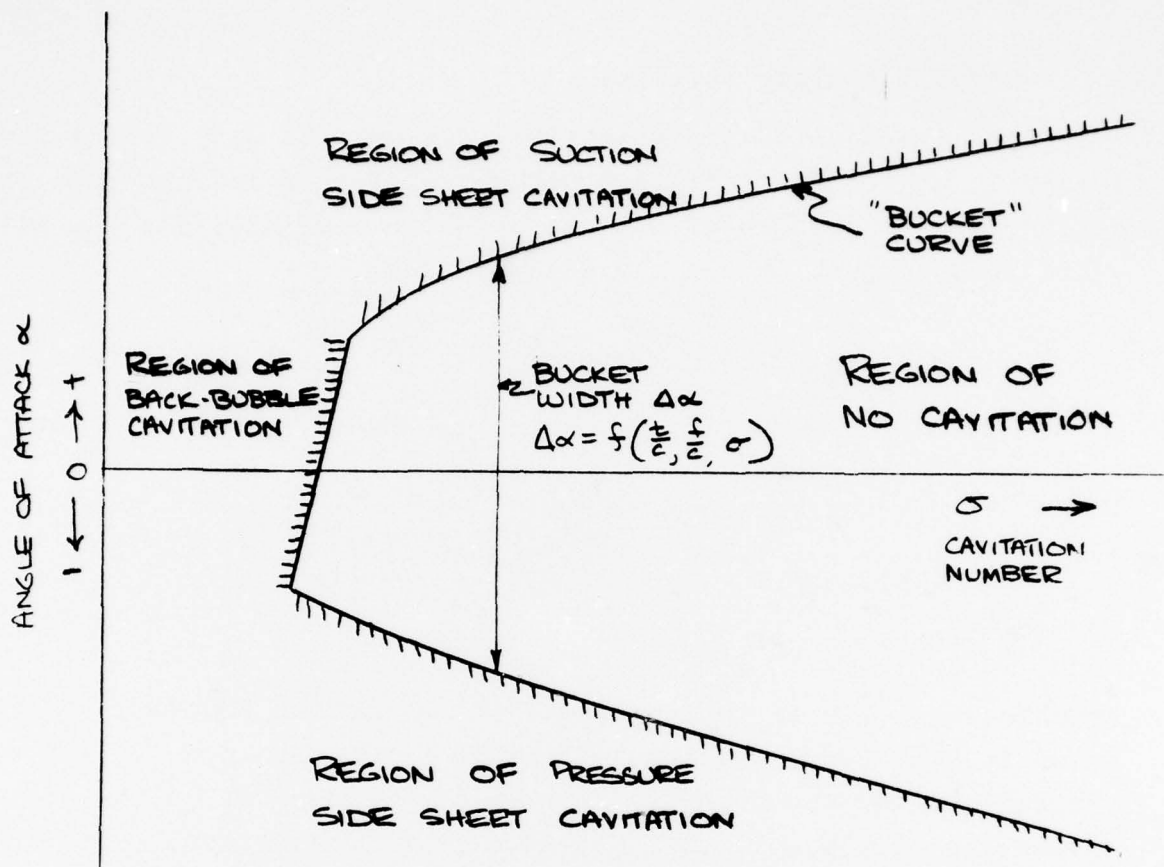 REGION OF SUCTION
SIDE SHEET CAVITATION
"BUCKET"
CURVE
ANGLE OF ATTACK α
- ← 0 → +
REGION OF
BACK-BUBBLE
CAVITATION
BUCKET
WIDTH Δα
Δα = f(t/c, f/c, σ)
REGION OF
NO CAVITATION
σ →
CAVITATION
NUMBER
REGION OF PRESSURE
SIDE SHEET CAVITATION